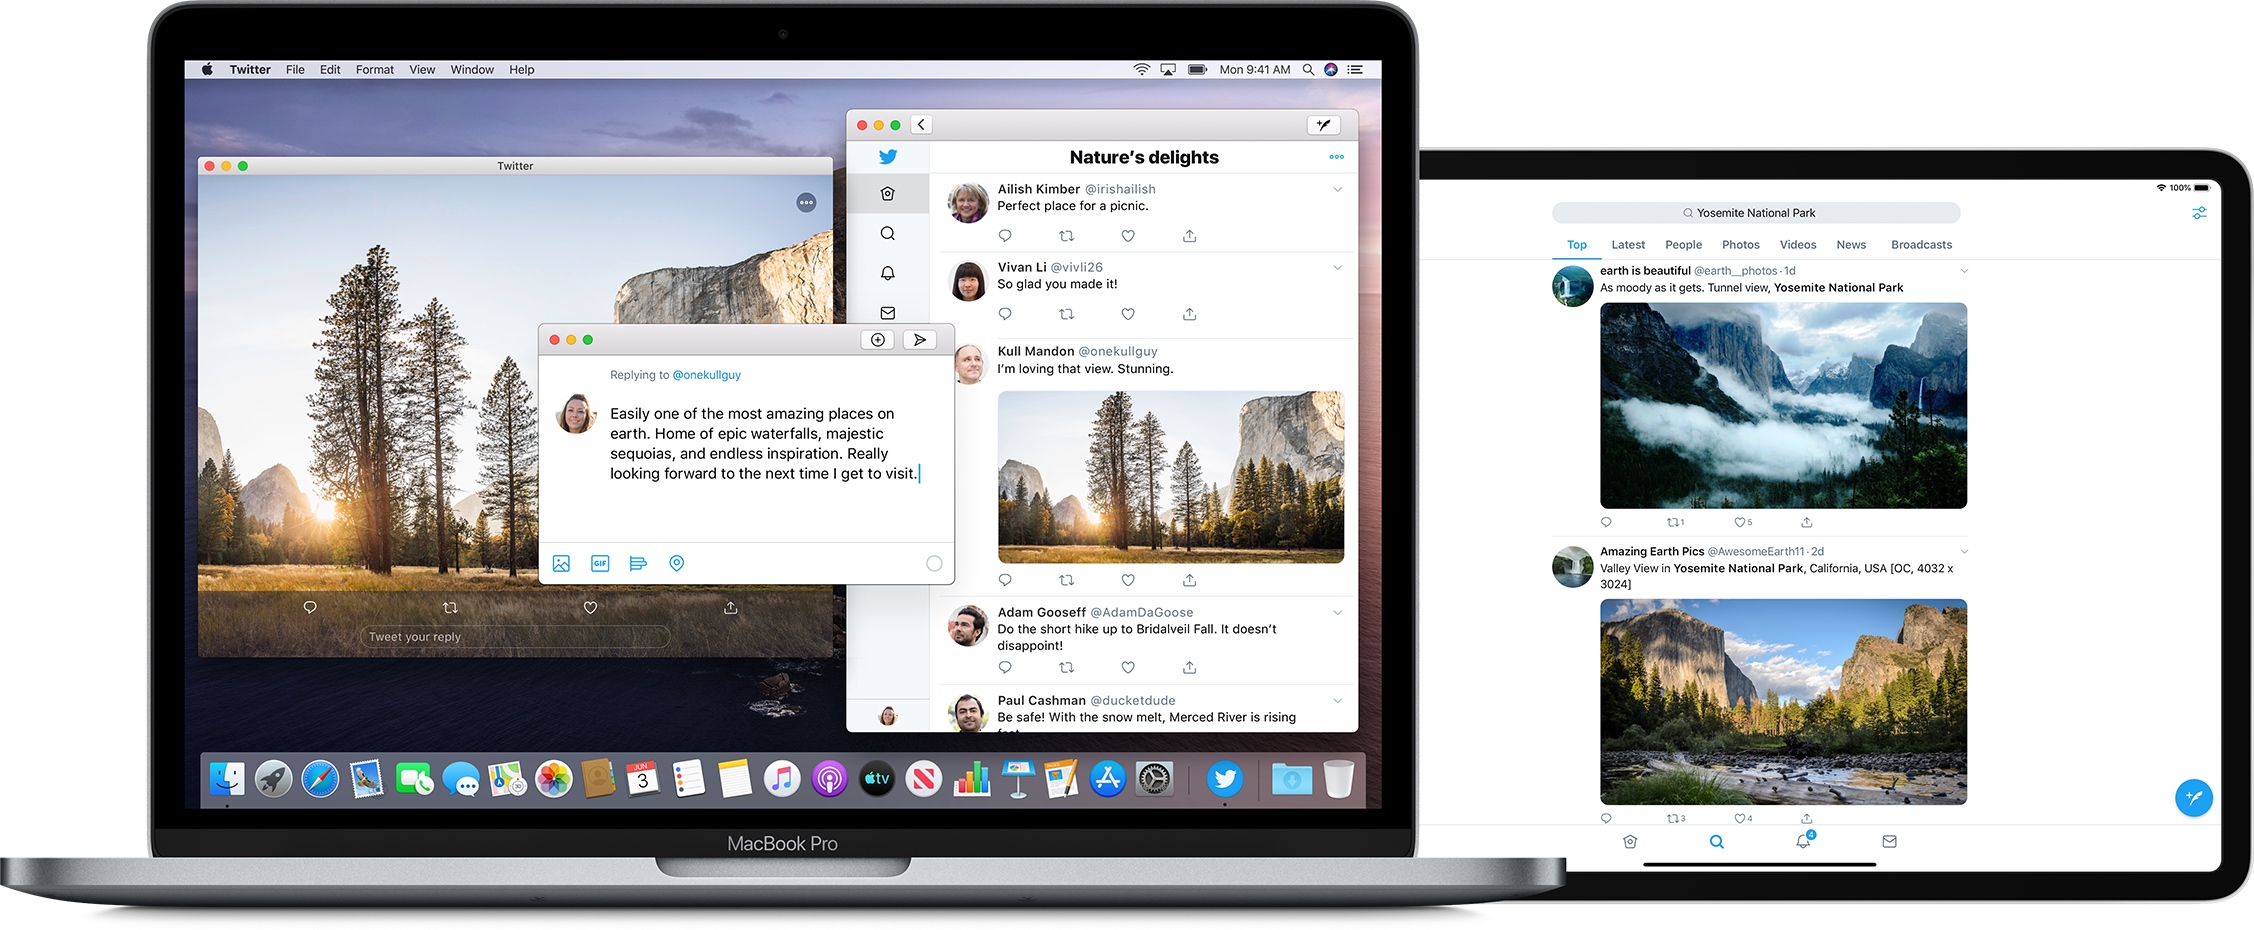 Twitter File Edit Format View Window Help
Mon 9:41 AM
Twitter
Tweet your reply
Replying to @onekullguy
Easily one of the most amazing places on
earth. Home of epic waterfalls, majestic
sequoias, and endless inspiration. Really
looking forward to the next time I get to visit.
GIF
Nature’s delights
Ailish Kimber @irishailish
Perfect place for a picnic.
Vivan Li @vivli26
So glad you made it!
Kull Mandon @onekullguy
I’m loving that view. Stunning.
Adam Gooseff @AdamDaGoose
Do the short hike up to Bridalveil Fall. It doesn’t
disappoint!
Paul Cashman @ducketdude
Be safe! With the snow melt, Merced River is rising
JUN
3
tv
MacBook Pro
100%
Yosemite National Park
Top Latest People Photos Videos News Broadcasts
earth is beautiful @earth__photos · 1d
As moody as it gets. Tunnel view, Yosemite National Park
1 5
Amazing Earth Pics @AwesomeEarth11 · 2d
Valley View in Yosemite National Park, California, USA [OC, 4032 x
3024]
3 4
4